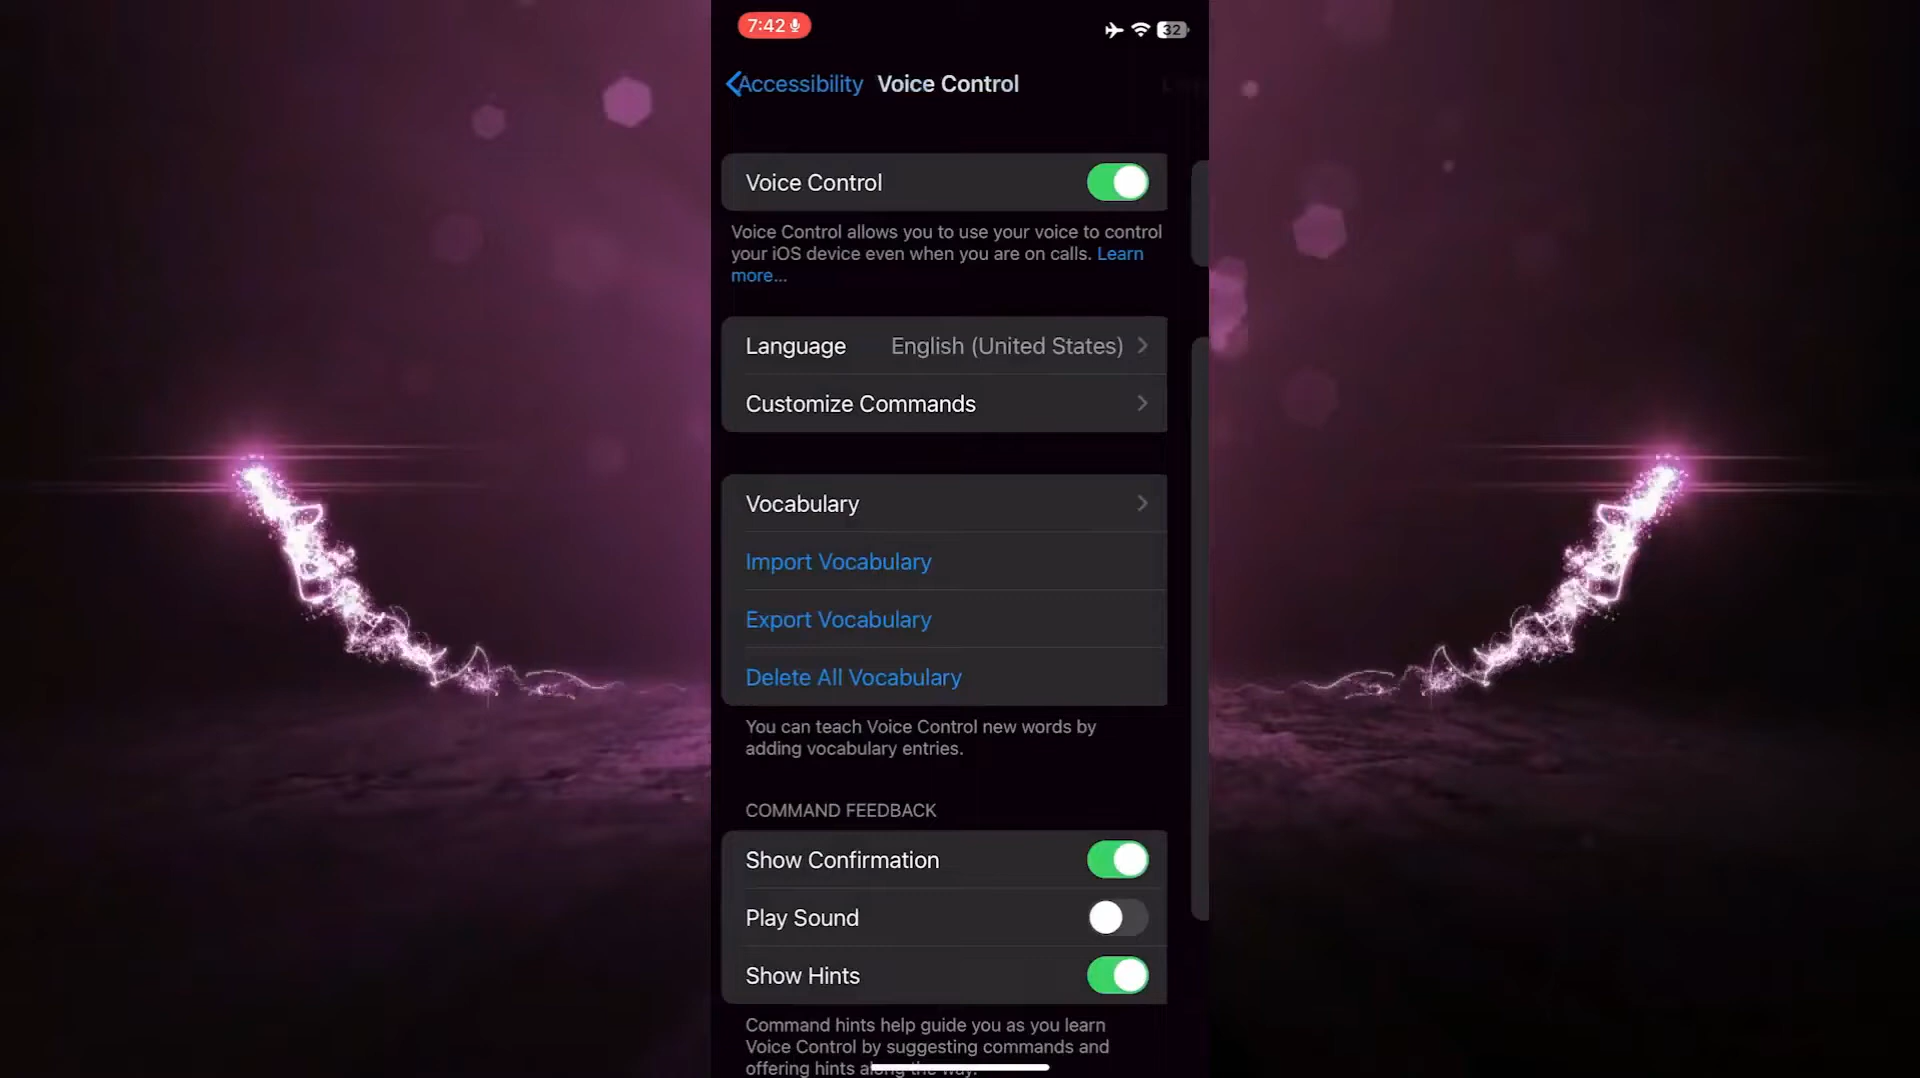 7:42
32
Accessibility Voice Control
Voice Control
Voice Control allows you to use your voice to control
your iOS device even when you are on calls. Learn
more...
Language English (United States)
Customize Commands
Vocabulary
Import Vocabulary
Export Vocabulary
Delete All Vocabulary
You can teach Voice Control new words by
adding vocabulary entries.
COMMAND FEEDBACK
Show Confirmation
Play Sound
Show Hints
Command hints help guide you as you learn
Voice Control by suggesting commands and
offering hints along the way.